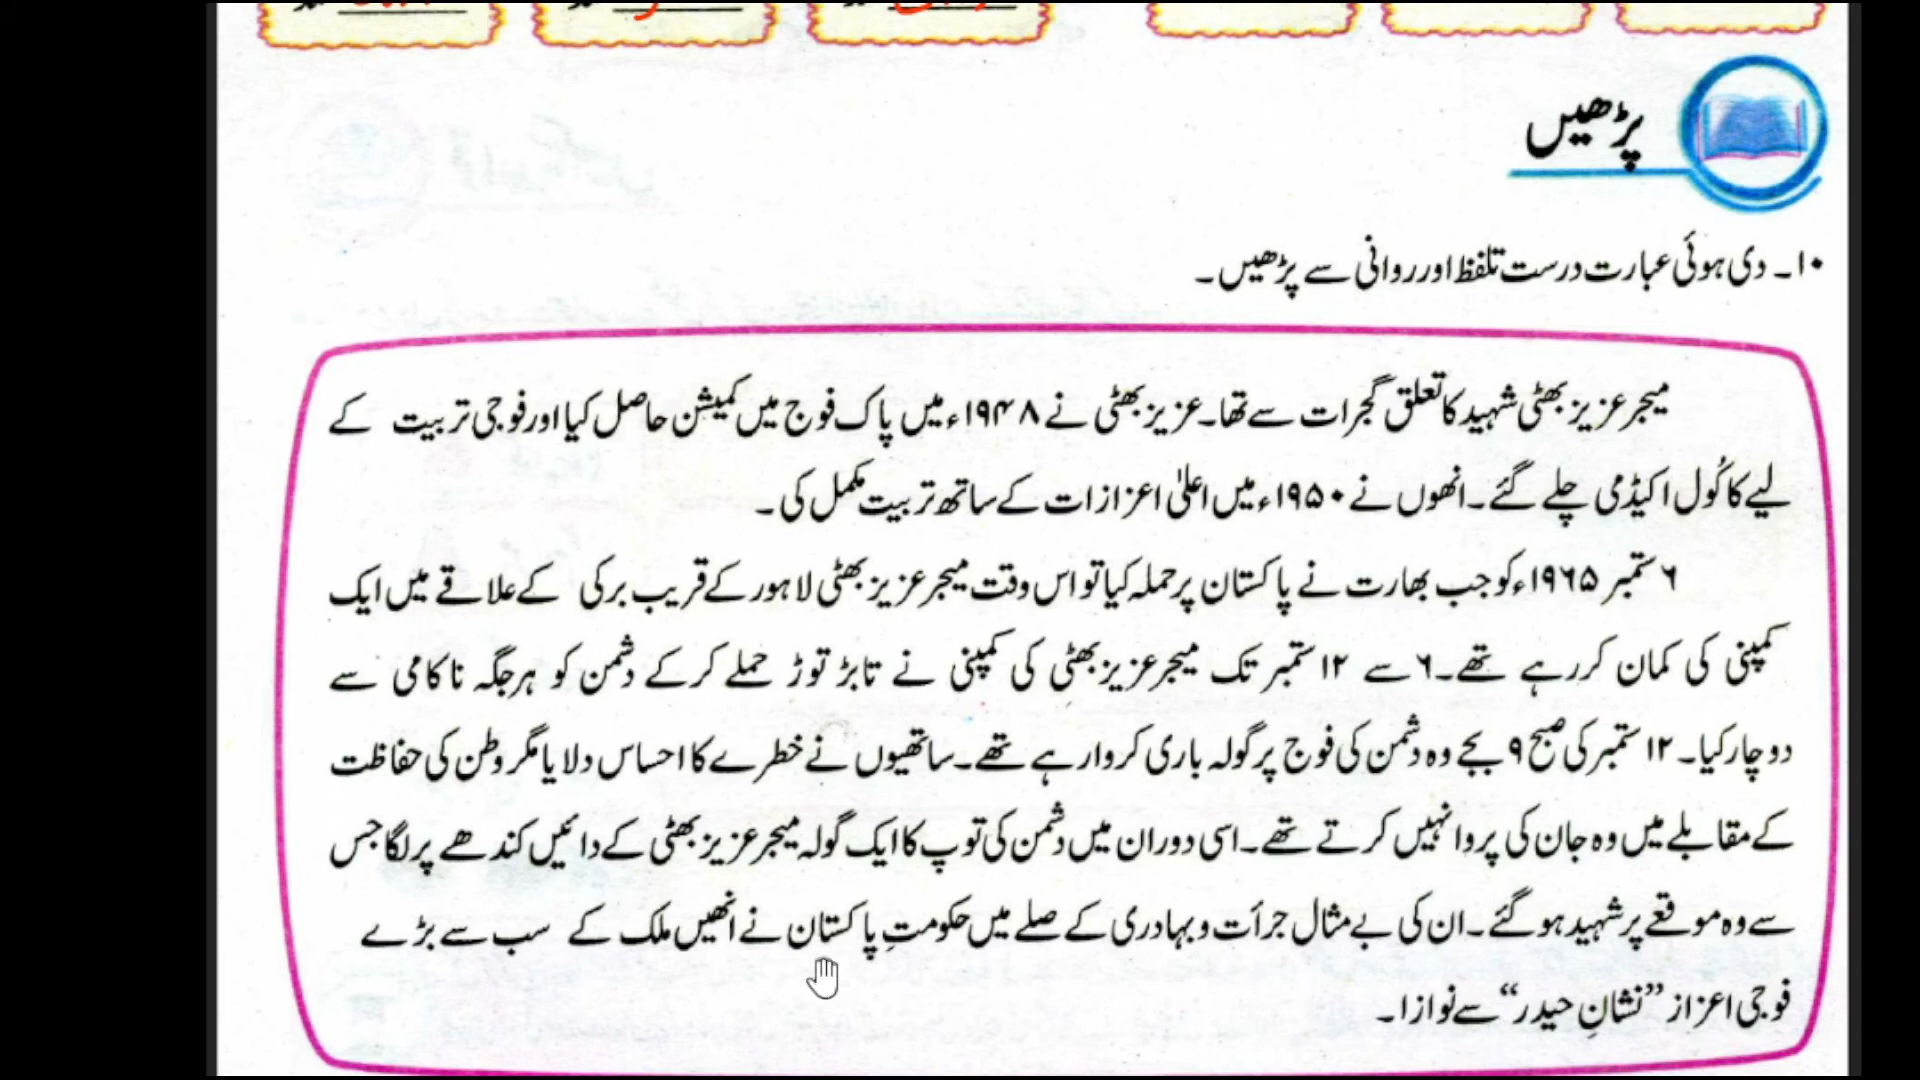 پڑھیں
۱۰۔ دی ہوئی عبارت درست تلفظ اور روانی سے پڑھیں۔
میجر عزیز بھٹی شہید کا تعلق گجرات سے تھا۔ عزیز بھٹی نے ۱۹۴۸ء میں پاک فوج میں کمیشن حاصل کیا اور فوجی تربیت کے
لیے کاکُول اکیڈمی چلے گئے۔ انھوں نے ۱۹۵۰ء میں اعلیٰ اعزازات کے ساتھ تربیت مکمل کی۔
۶ ستمبر ۱۹۶۵ء کو جب بھارت نے پاکستان پر حملہ کیا تو اس وقت میجر عزیز بھٹی لاہور کے قریب برکی کے علاقے میں ایک
کمپنی کی کمان کر رہے تھے۔ ۶ سے ۱۲ ستمبر تک میجر عزیز بھٹی کی کمپنی نے تابڑ توڑ حملے کر کے دشمن کو ہر جگہ ناکامی سے
دو چار کیا۔ ۱۲ ستمبر کی صبح ۹ بجے وہ دشمن کی فوج پر گولہ باری کروا رہے تھے۔ ساتھیوں نے خطرے کا احساس دلایا مگر وطن کی حفاظت
کے مقابلے میں وہ جان کی پروا نہیں کرتے تھے۔ اسی دوران میں دشمن کی توپ کا ایک گولہ میجر عزیز بھٹی کے دائیں کندھے پر لگا جس
سے وہ موقعے پر شہید ہو گئے۔ ان کی بے مثال جرأت و بہادری کے صلے میں حکومتِ پاکستان نے انھیں ملک کے سب سے بڑے
فوجی اعزاز ”نشانِ حیدر“ سے نوازا۔